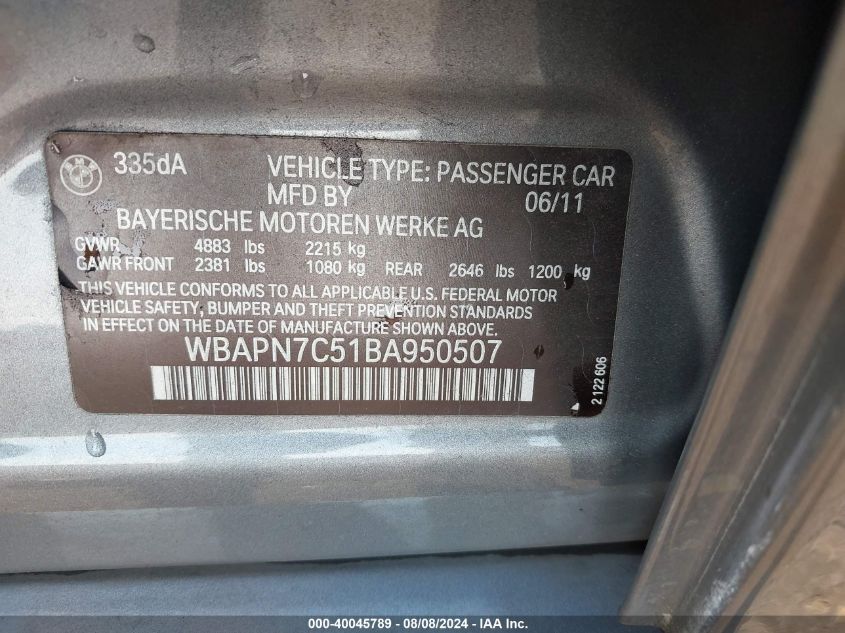 BMW
335dA
VEHICLE TYPE: PASSENGER CAR
MFD BY 06/11
BAYERISCHE MOTOREN WERKE AG
GVWR 4883 lbs 2215 kg
GAWR FRONT 2381 lbs 1080 kg REAR 2646 lbs 1200 kg
THIS VEHICLE CONFORMS TO ALL APPLICABLE U.S. FEDERAL MOTOR
VEHICLE SAFETY, BUMPER AND THEFT PREVENTION STANDARDS
IN EFFECT ON THE DATE OF MANUFACTURE SHOWN ABOVE.
WBAPN7C51BA950507
2 122 606
000-40045789 - 08/08/2024 - IAA Inc.